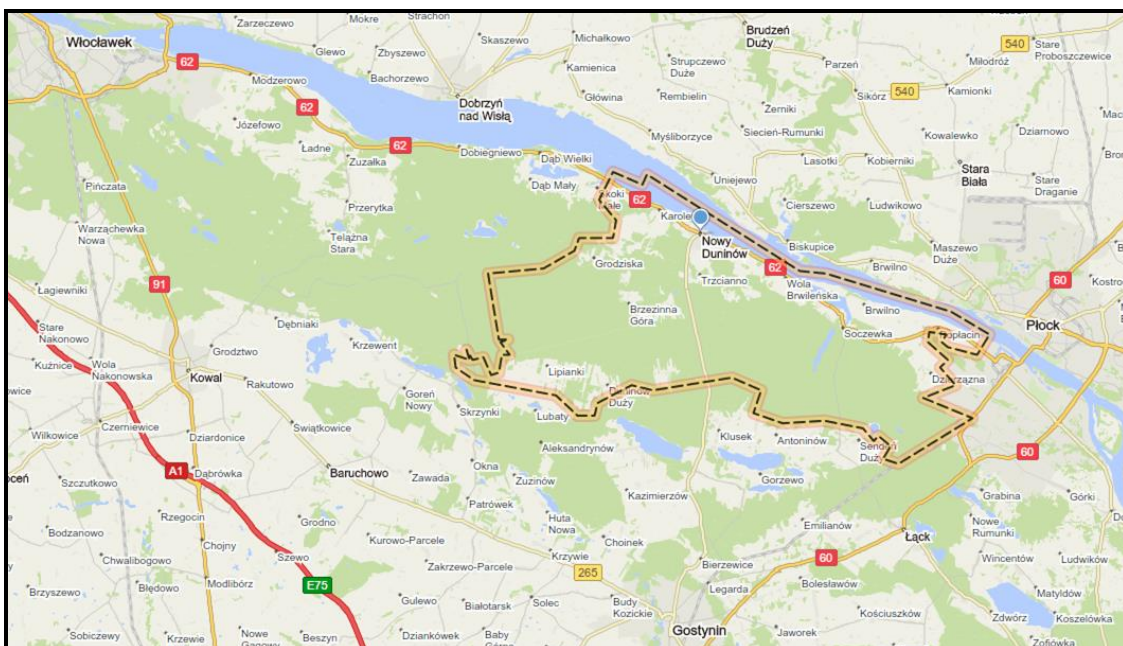 Zarzeczewo
Mokre
Strachoń
Włocławek
62
Glewo
Zbyszewo
Skaszewo
Michałkowo
Brudzeń
Duży
540
Stare
Proboszczewice
Modzerowo
Bachorzewo
Kamienica
Strupczewo
Duże
Parzeń
Miłodróż
62
Dobrzyń
nad Wisłą
Główina
Rembielin
Sikórz
540
Kamionki
Józefowo
Żerniki
Ładne
62
Myśliborzyce
Siecień-Rumunki
Kowalewko
Dziarnowo
Zuzałka
Dobiegniewo
Dąb Wielki
Lasotki
Kobierniki
Stara
Biała
Pińczata
Dąb Mały
62
Uniejewo
Stare
Draganie
Przerytka
Cierszewo
Ludwikowo
Warząchewka
Nowa
Telążna
Stara
Nowy
Duninów
Biskupice
Maszewo
Duże
Grodziska
62
Brwilno
60
Łagiewniki
91
Trzcianno
Wola
Brwileńska
Brzezinna
Góra
Brwilno
Płock
Stare
Nakonowo
Dębniaki
Soczewka
Krzewent
Kuźnice
Wola
Nakonowska
Grodztwo
Lipianki
Kowal
Rakutowo
Goreń
Nowy
Skrzynki
Lubaty
Czerniewice
Wilkowice
Dziardonice
Świątkowice
Klusek
Antoninów
Aleksandrynów
60
A1
Dąbrówka
Baruchowo
Okna
Szczutkowo
Zawada
Zuzinów
Gorzewo
Grabina
Górki
Rzegocin
Patrówek
Kazimierzów
Bodzanowo
Grodno
Huta
Nowa
Emilianów
Nowe
Rumunki
Chojny
Kurowo-Parcele
Choinek
Łąck
Chwalibogowo
Szewo
Krzywie
Bierzewice
60
Wincentów
Ludwików
Zakrzewo-Parcele
265
Brzyszewo
Błędowo
Modlibórz
E75
Legarda
Bolesławów
Matyldów
Gulewo
Białotarsk
Solec
Budy
Kozickie
Kościuszków
Zdwórz
Sobiczewy
Krzewie
Nowe
Beszyn
Dziankówek
Baby
Gostynin
Jaworek
Zofiówka